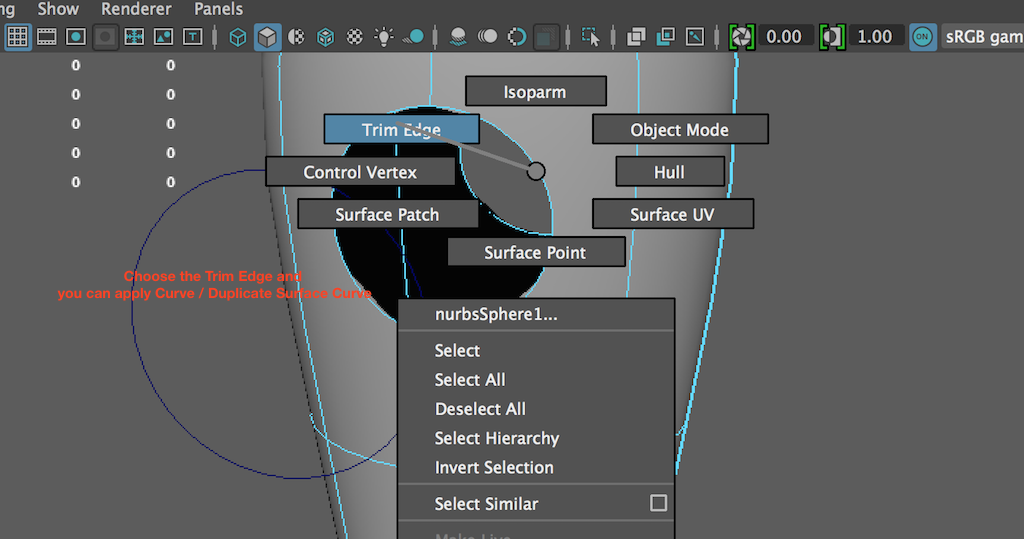 ng Show Renderer Panels
T 0.00 1.00 ON sRGB gam
0 0
0 0
0 0
0 0
0 0
Isoparm
Trim Edge Object Mode
Control Vertex Hull
Surface Patch Surface UV
Surface Point
Choose the Trim Edge and
you can apply Curve / Duplicate Surface Curve
nurbsSphere1...
Select
Select All
Deselect All
Select Hierarchy
Invert Selection
Select Similar
Make Live